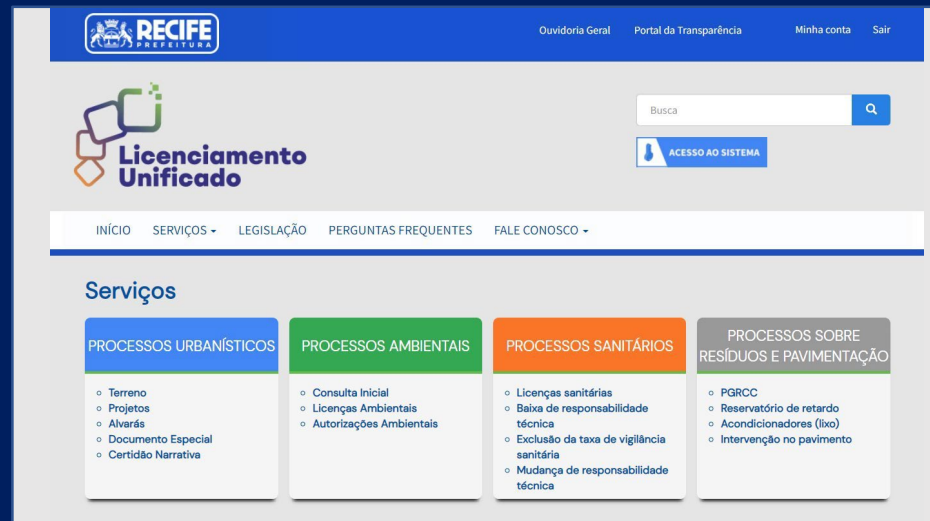 RECIFE
PREFEITURA
Ouvidoria Geral Portal da Transparência Minha conta Sair
Licenciamento
Unificado
Busca
ACESSO AO SISTEMA
INÍCIO SERVIÇOS LEGISLAÇÃO PERGUNTAS FREQUENTES FALE CONOSCO
Serviços
PROCESSOS URBANÍSTICOS
Terreno
Projetos
Alvarás
Documento Especial
Certidão Narrativa
PROCESSOS AMBIENTAIS
Consulta Inicial
Licenças Ambientais
Autorizações Ambientais
PROCESSOS SANITÁRIOS
Licenças sanitárias
Baixa de responsabilidade
técnica
Exclusão da taxa de vigilância
sanitária
Mudança de responsabilidade
técnica
PROCESSOS SOBRE
RESÍDUOS E PAVIMENTAÇÃO
PGRCC
Reservatório de retardo
Acondicionadores (lixo)
Intervenção no pavimento